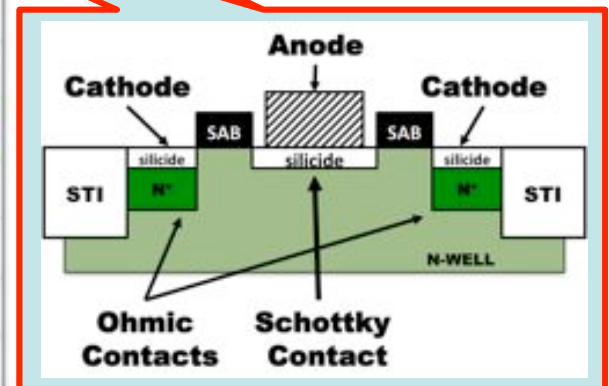 Anode
Cathode
Cathode
SAB
SAB
silicide
silicide
silicide
STI
N+
N+
STI
N-WELL
Ohmic
Contacts
Schottky
Contact